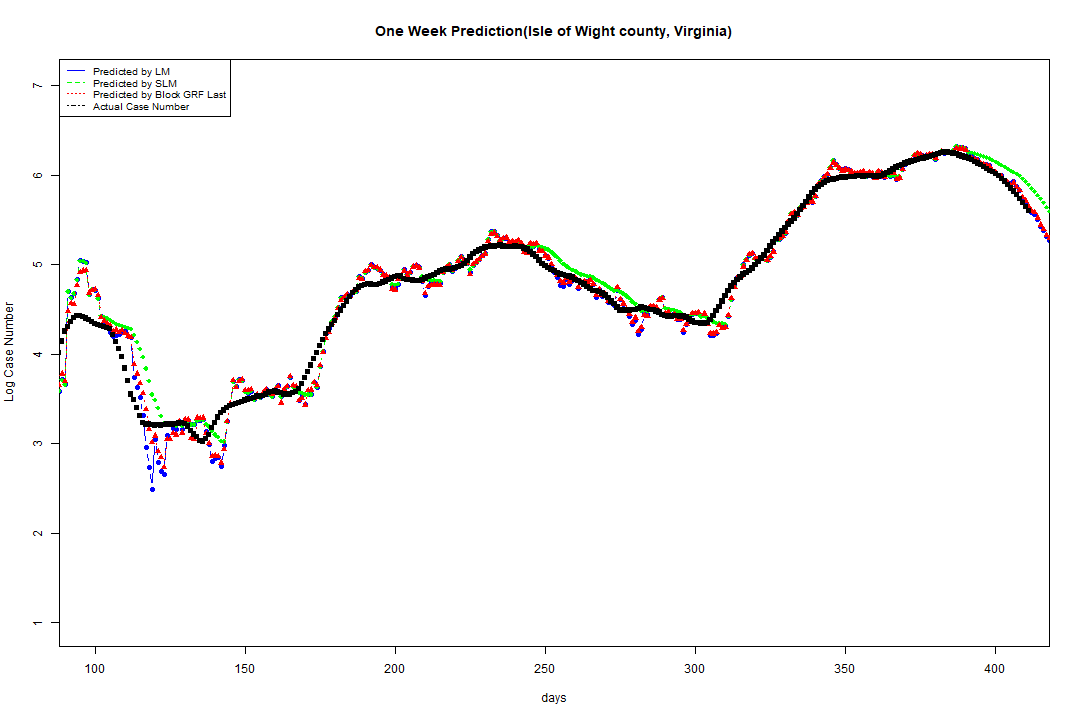 One Week Prediction(Isle of Wight county, Virginia)
Predicted by LM
Predicted by SLM
Predicted by Block GRF Last
Actual Case Number
7
6
5
4
3
2
1
Log Case Number
100 150 200 250 300 350 400
days